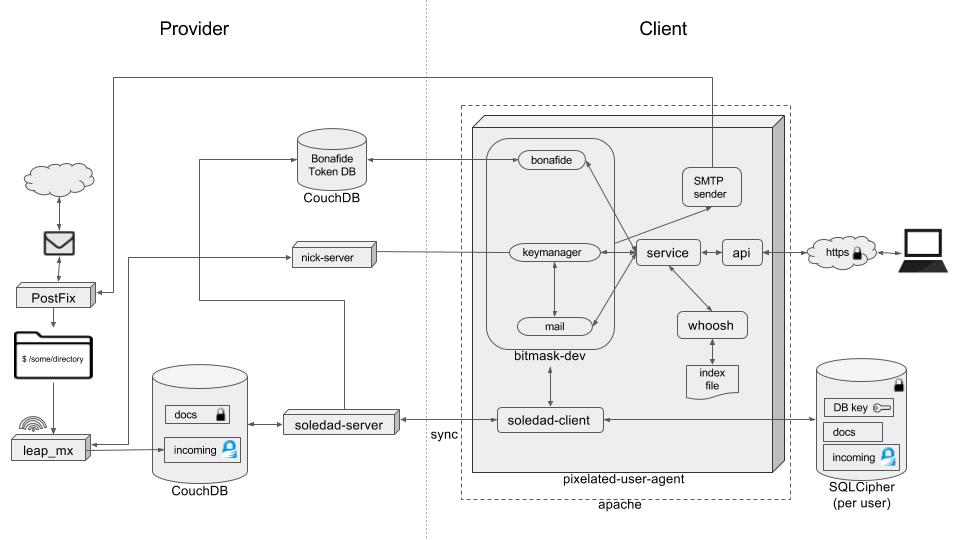 Provider
Client
Bonafide
Token DB
CouchDB
bonafide
SMTP
sender
nick-server
keymanager
service
api
https
PostFix
mail
whoosh
bitmask-dev
$ /some/directory
index
file
docs
soledad-server
sync
soledad-client
DB key
docs
leap_mx
incoming
incoming
CouchDB
pixelated-user-agent
SQLCipher
(per user)
apache